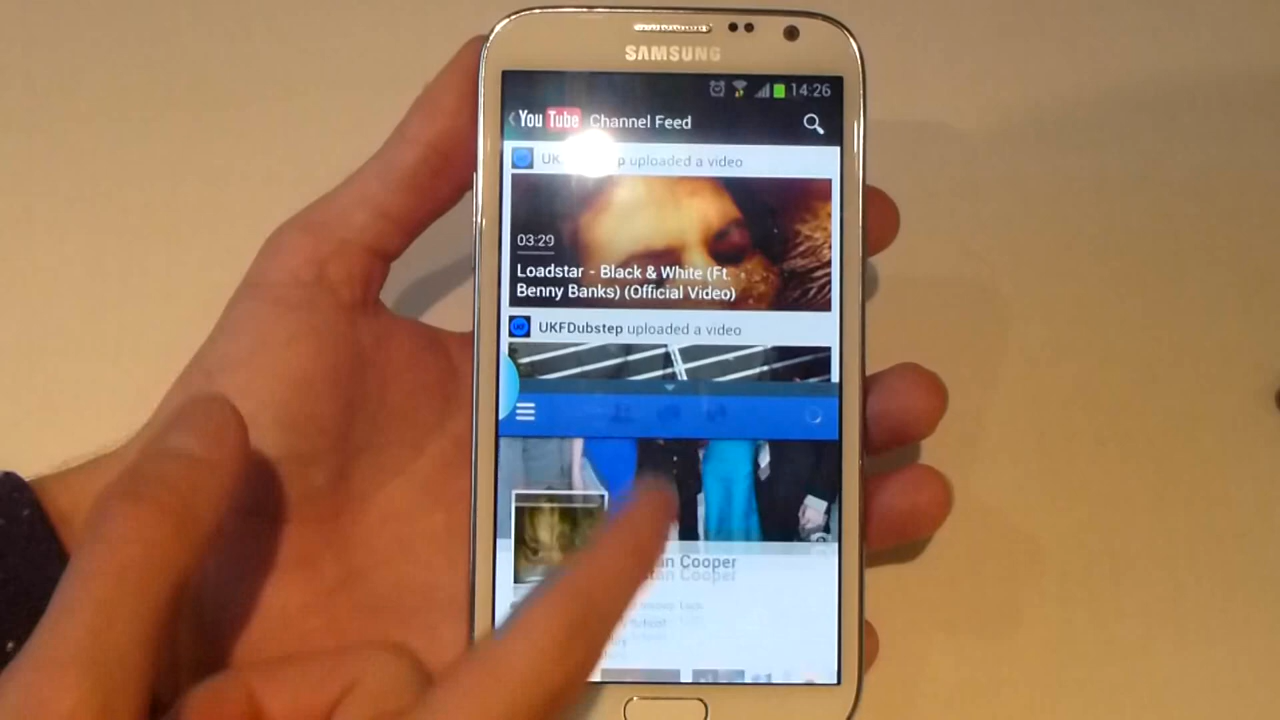 SAMSUNG
14:26
YouTube Channel Feed
uploaded a video
03:29
Loadstar - Black & White (Ft.
Benny Banks) (Official Video)
UKFDubstep uploaded a video
Cooper